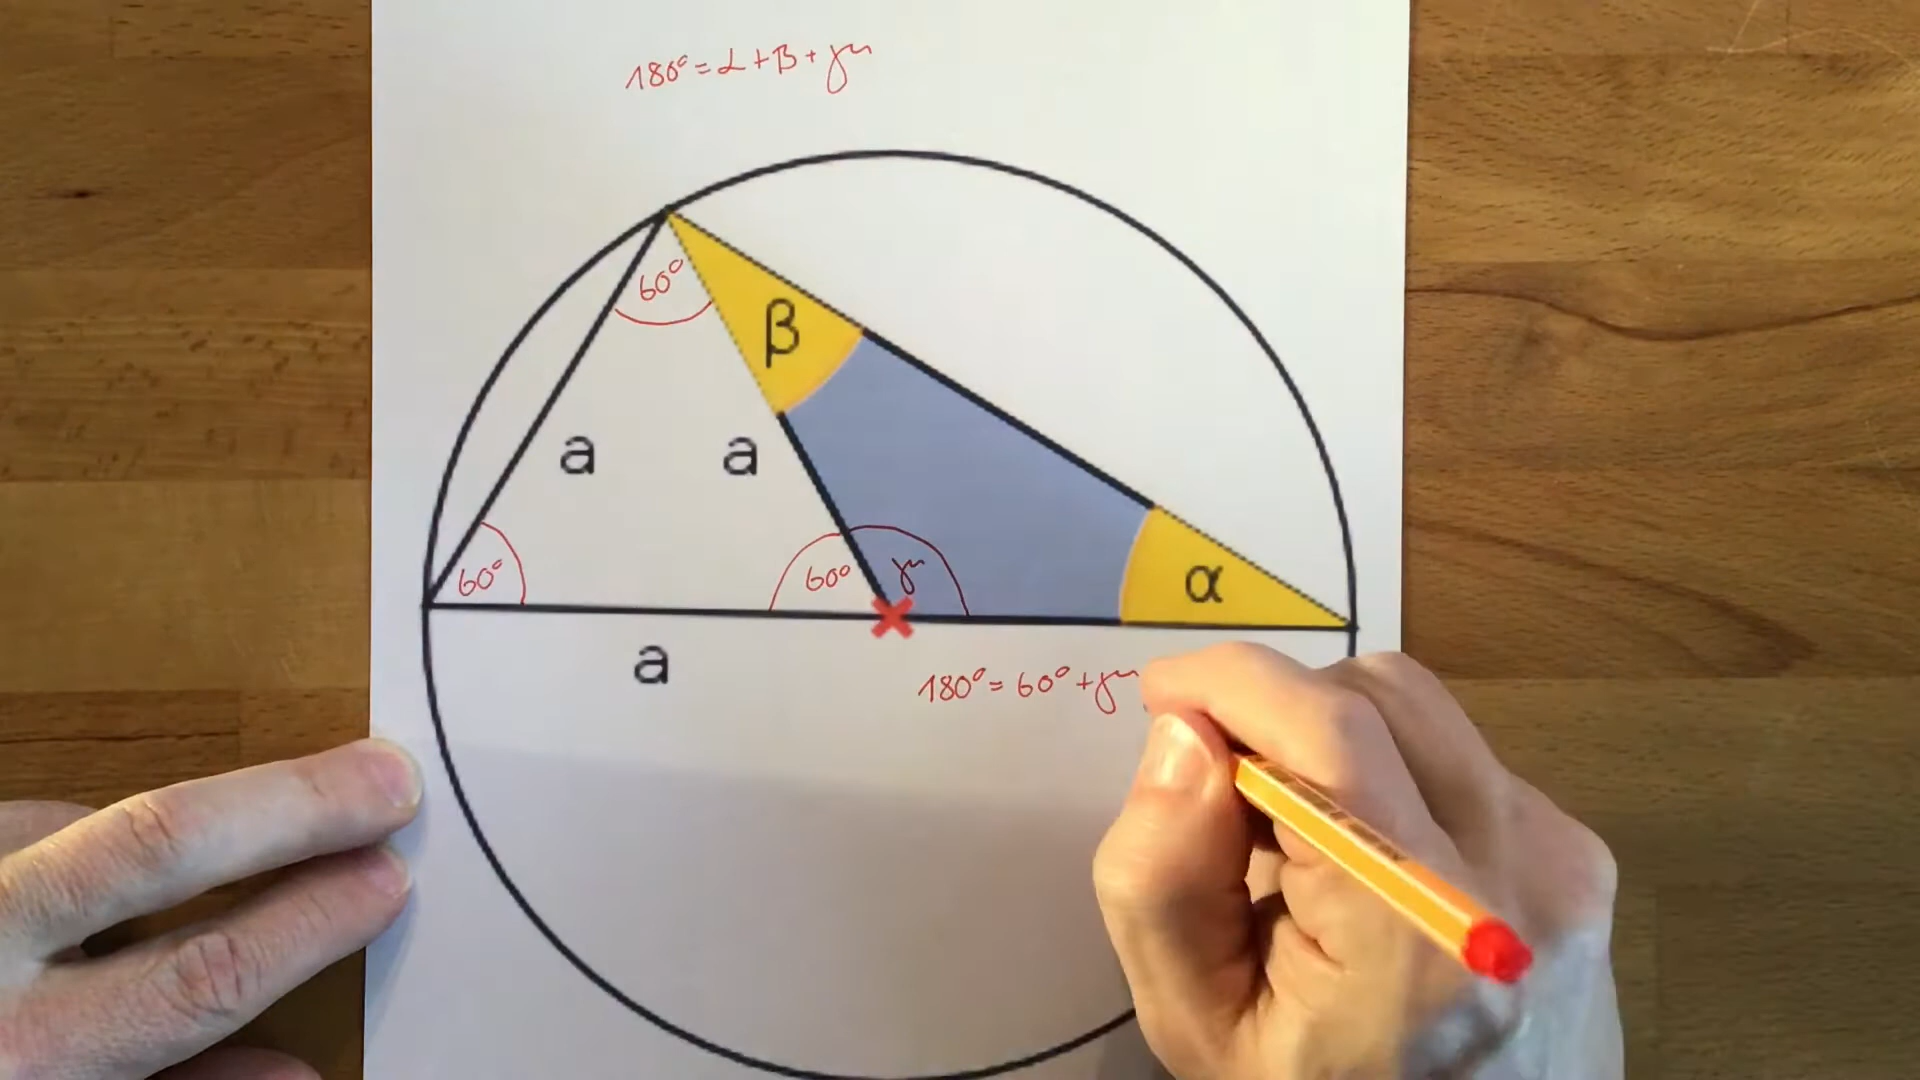 180° = α + β + γ
60°
β
a
a
60°
60°
γ
α
a
180° = 60° + γ